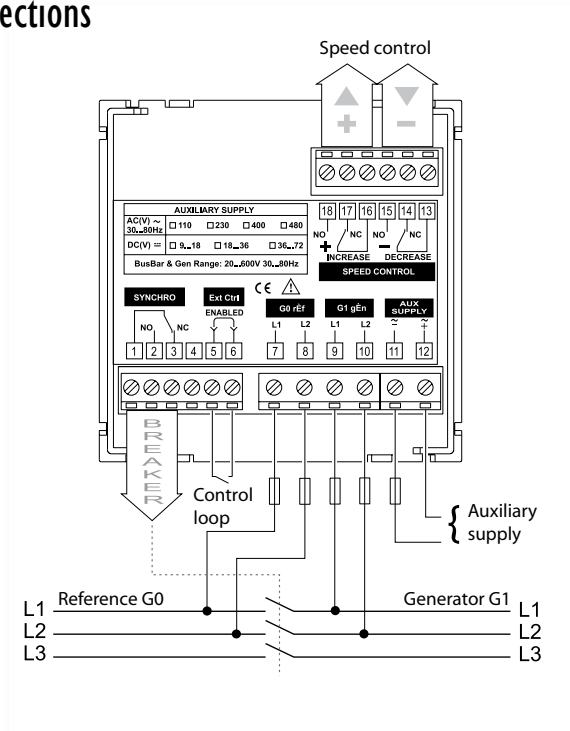 ections
Speed control
+ −
18 17 16 15 14 13
NO NC NO NC
+ −
INCREASE DECREASE
SPEED CONTROL
AUXILIARY SUPPLY
AC(V) ~ 30...80Hz □ 110 □ 230 □ 400 □ 480
DC(V) ⎓ □ 9...18 □ 18...36 □ 36...72
BusBar & Gen Range: 20...600V 30...80Hz
CE
SYNCHRO Ext Ctrl G0 rÈf G1 gÈn AUX SUPPLY
ENABLED
NO NC L1 L2 L1 L2 ~ − ~ +
1 2 3 4 5 6 7 8 9 10 11 12
BREAKER
Control
loop
{ Auxiliary
supply
Reference G0 Generator G1
L1 L1
L2 L2
L3 L3